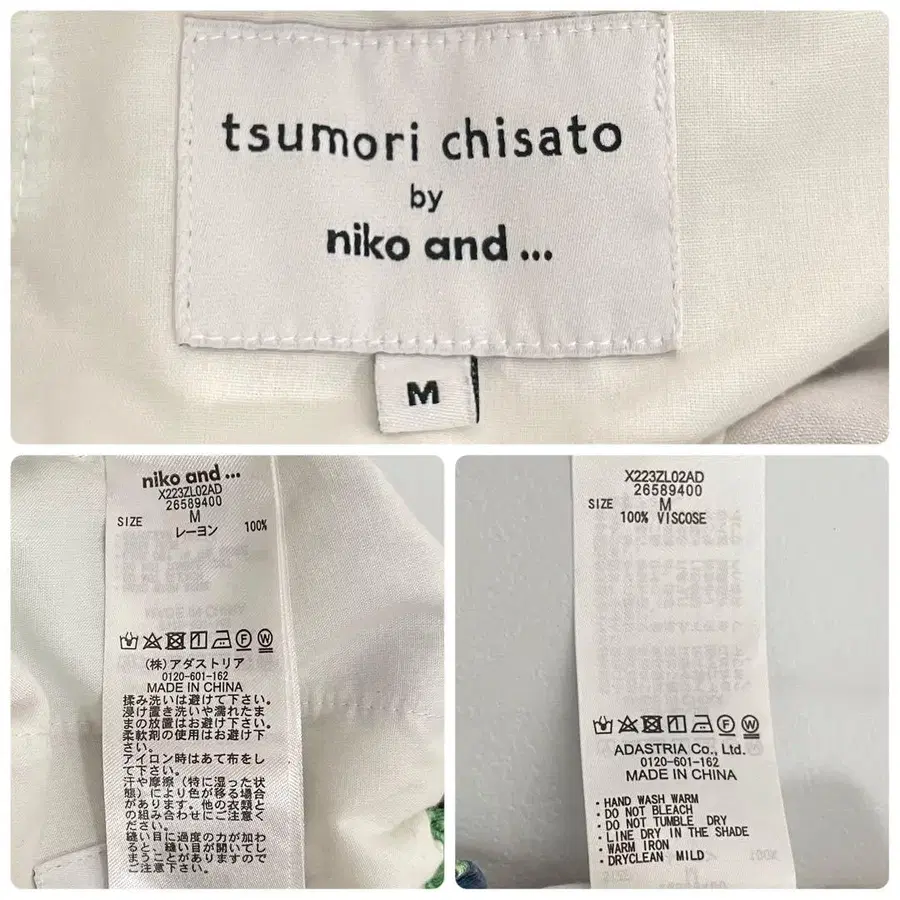 tsumori chisato
by
niko and ...
M
niko and ...
X223ZL02AD
26589400
SIZE M
レーヨン 100%
MADE IN CHINA
(株)アダストリア
0120-601-162
MADE IN CHINA
揉み洗いは避けて下さい。
浸け置き洗いや濡れたま
まの放置はお避け下さい。
柔軟剤の使用はお避け下さ
い。
アイロン時はあて布をし
て下さい。
汗や摩擦(特に湿った状
態)により色が移る場合
があります。他の衣類と
の組み合わせにご注意く
ださい。
縫い目に過度の力が加わ
ると、縫い目が開いてし
まうことがありますので
ご注意下さい。
X223ZL02AD
26589400
SIZE M
100% VISCOSE
ADASTRIA Co., Ltd.
0120-601-162
MADE IN CHINA
・HAND WASH WARM
・DO NOT BLEACH
・DO NOT TUMBLE DRY
・LINE DRY IN THE SHADE
・WARM IRON
・DRYCLEAN MILD